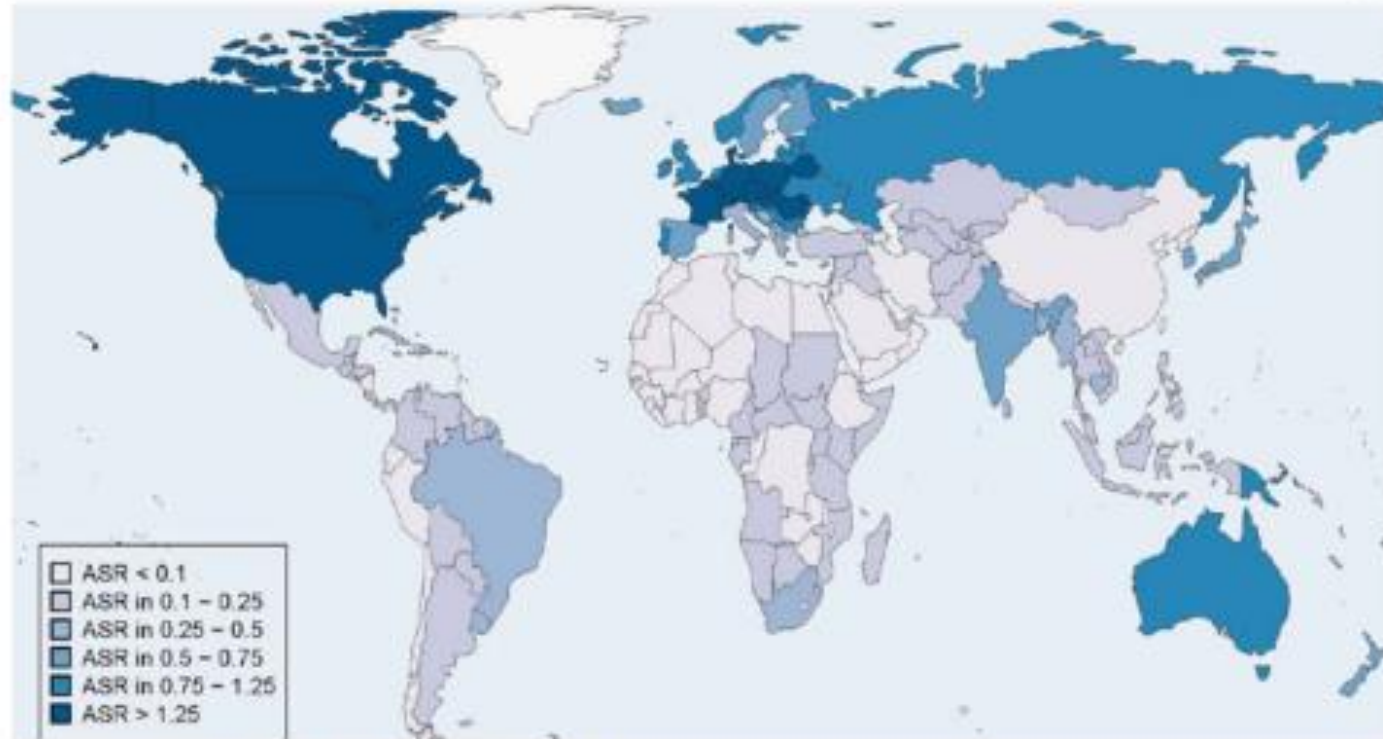 ASR < 0.1
ASR in 0.1 – 0.25
ASR in 0.25 – 0.5
ASR in 0.5 – 0.75
ASR in 0.75 – 1.25
ASR > 1.25